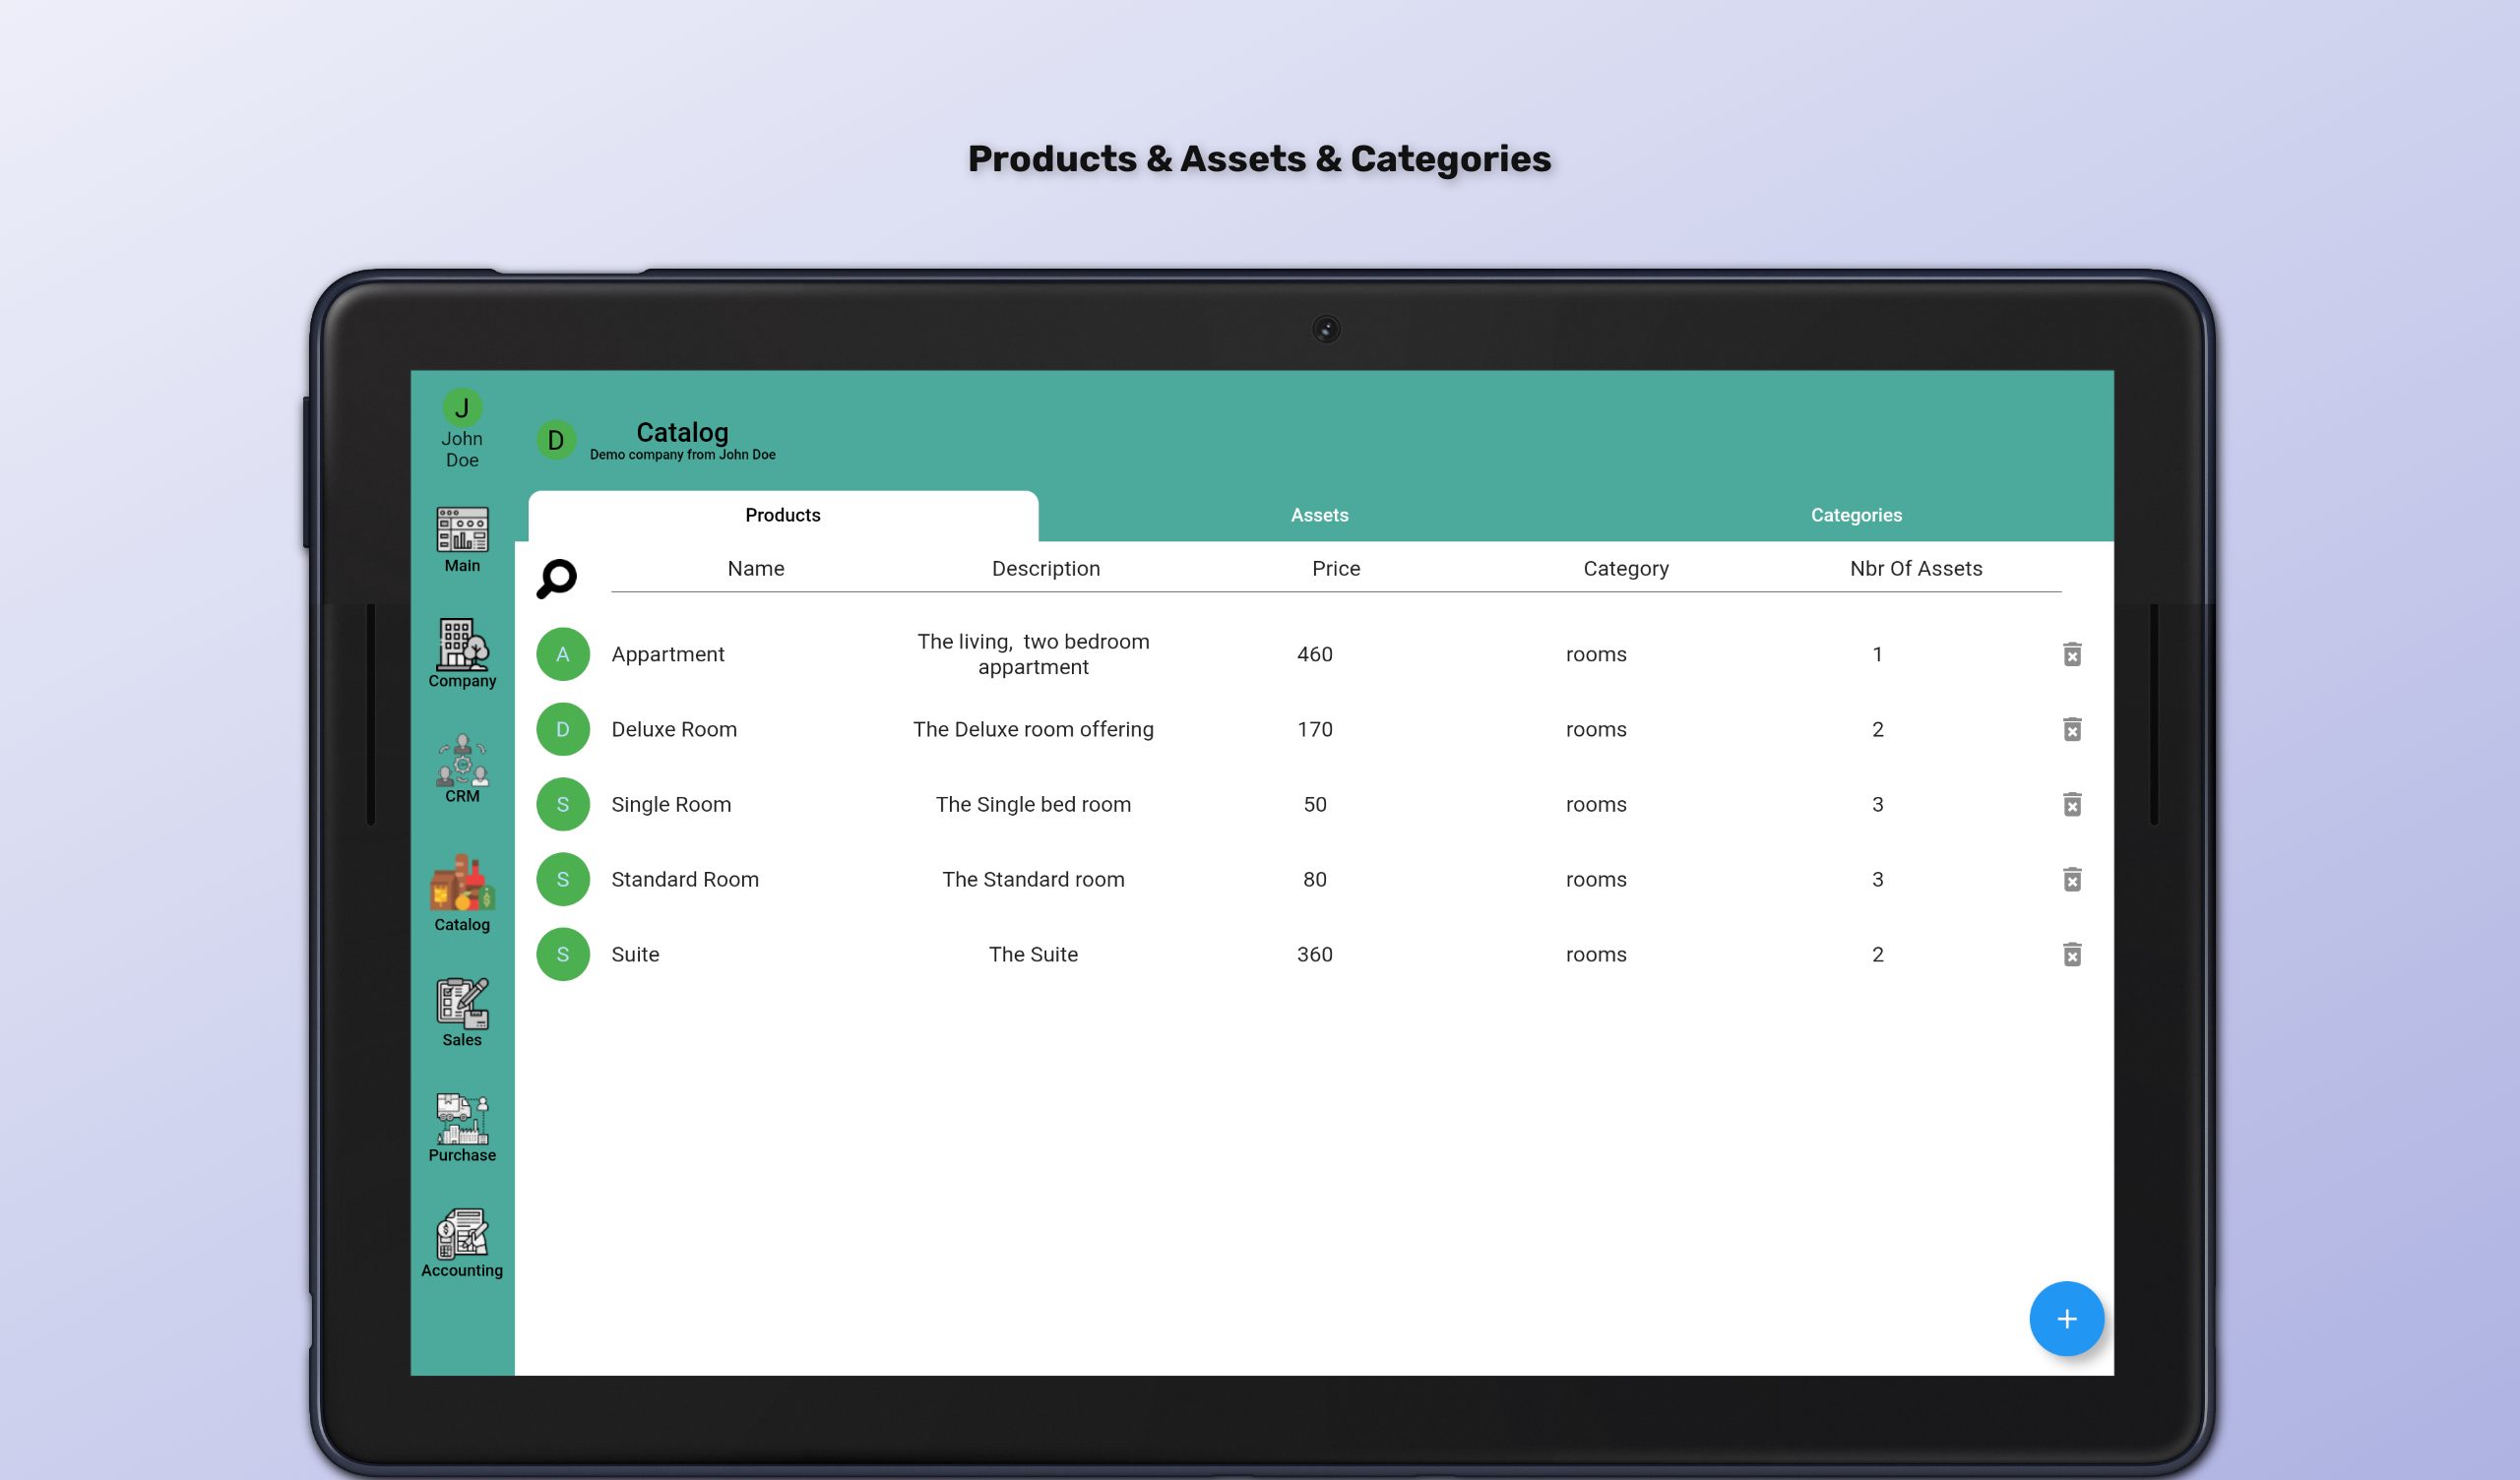 Products & Assets & Categories
J
John
Doe
D
Catalog
Demo company from John Doe
Main
Company
CRM
Catalog
Sales
Purchase
Accounting
Products Assets Categories
Name Description Price Category Nbr Of Assets
A Appartment The living,  two bedroom appartment 460 rooms 1
D Deluxe Room The Deluxe room offering 170 rooms 2
S Single Room The Single bed room 50 rooms 3
S Standard Room The Standard room 80 rooms 3
S Suite The Suite 360 rooms 2
+